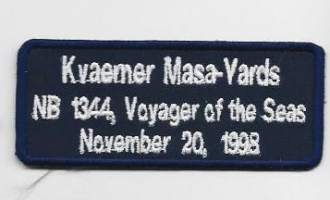 Kvaerner Masa-Yards
NB 1344, Voyager of the Seas
November 20, 1998